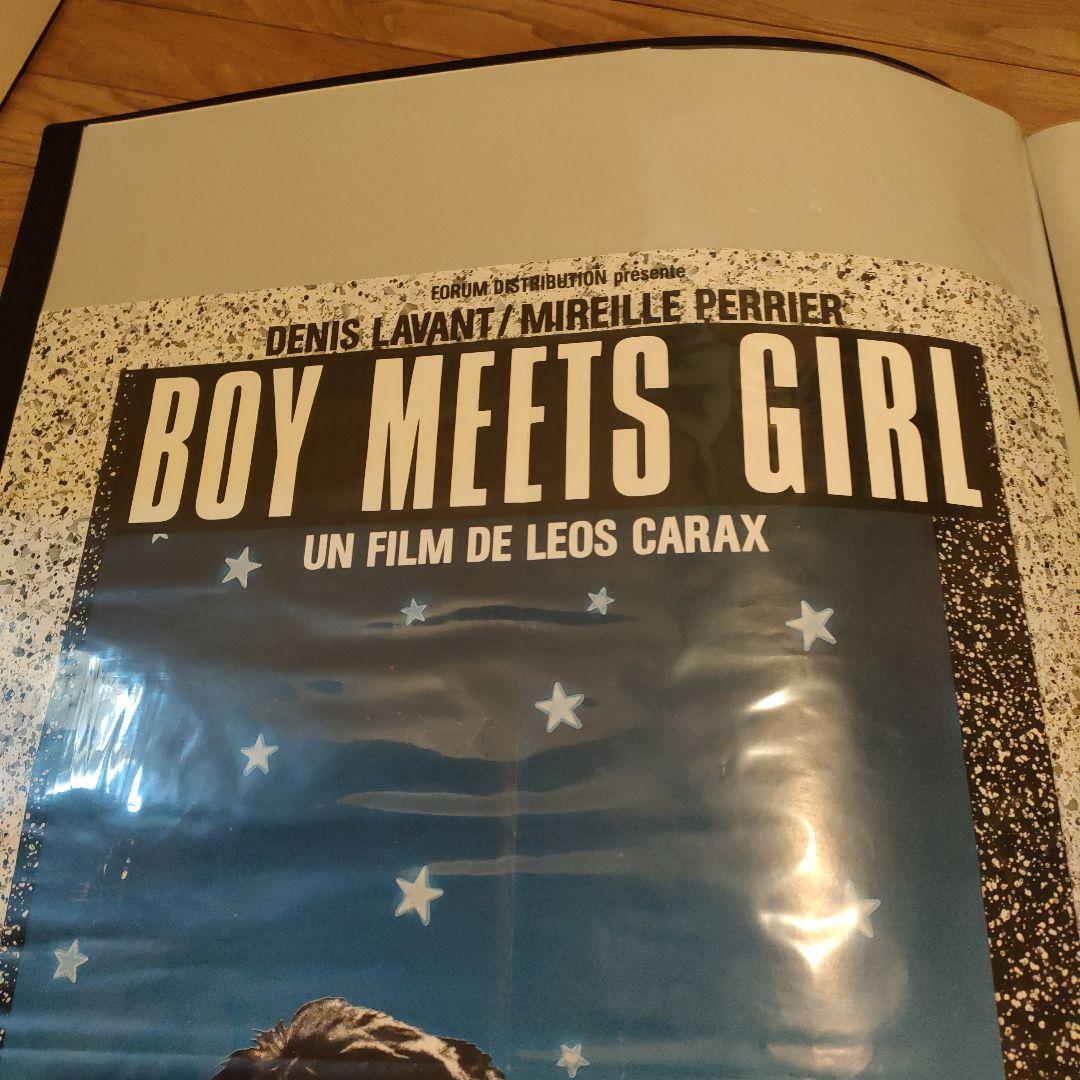 FORUM DISTRIBUTION présente
DENIS LAVANT/MIREILLE PERRIER
BOY MEETS GIRL
UN FILM DE LEOS CARAX